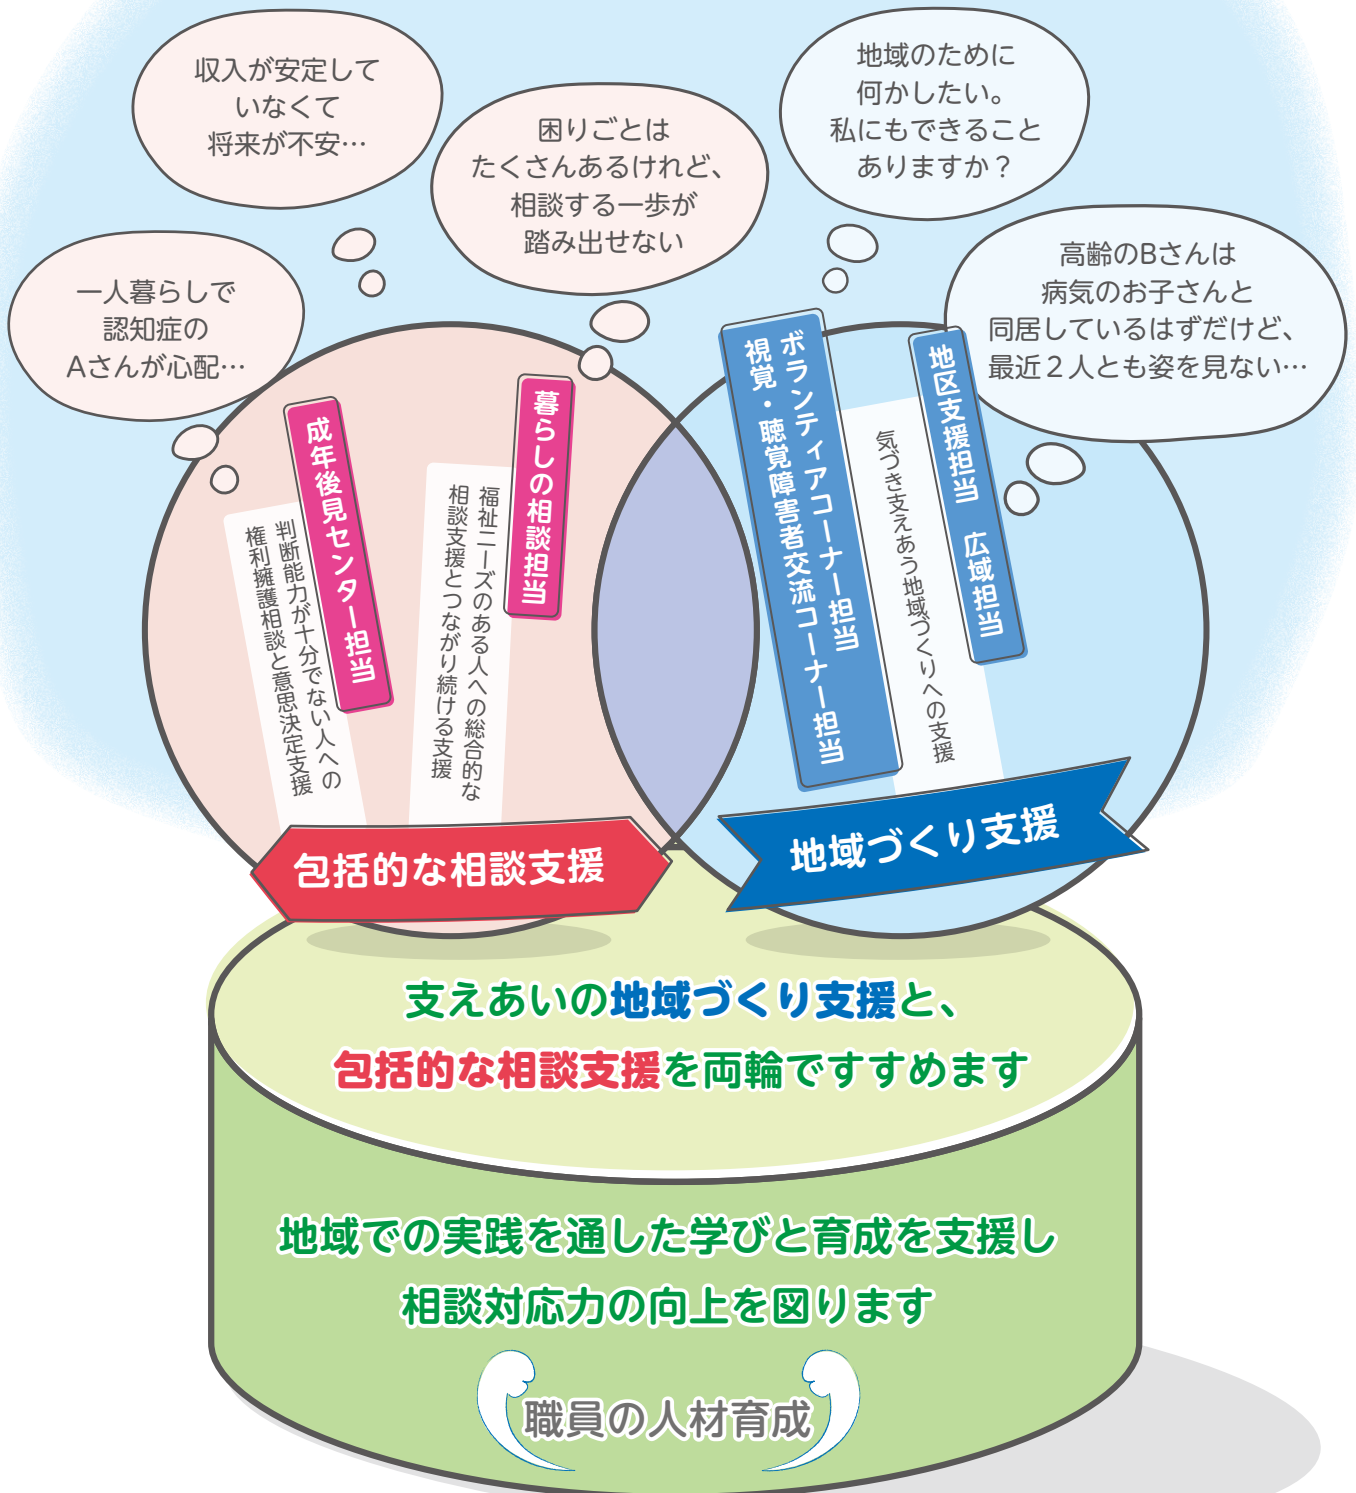 収入が安定して
いなくて
将来が不安…
困りごとは
たくさんあるけれど、
相談する一歩が
踏み出せない
地域のために
何かしたい。
私にもできること
ありますか？
一人暮らしで
認知症の
Aさんが心配…
高齢のBさんは
病気のお子さんと
同居しているはずだけど、
最近２人とも姿を見ない…
成年後見センター担当
判断能力が十分でない人への
権利擁護相談と意思決定支援
暮らしの相談担当
福祉ニーズのある人への総合的な
相談支援とつながり続ける支援
ボランティアコーナー担当
視覚・聴覚障害者交流コーナー担当
地区支援担当　広域担当
気づき支えあう地域づくりへの支援
包括的な相談支援
地域づくり支援
支えあいの地域づくり支援と、
包括的な相談支援を両輪ですすめます
地域での実践を通した学びと育成を支援し
相談対応力の向上を図ります
職員の人材育成